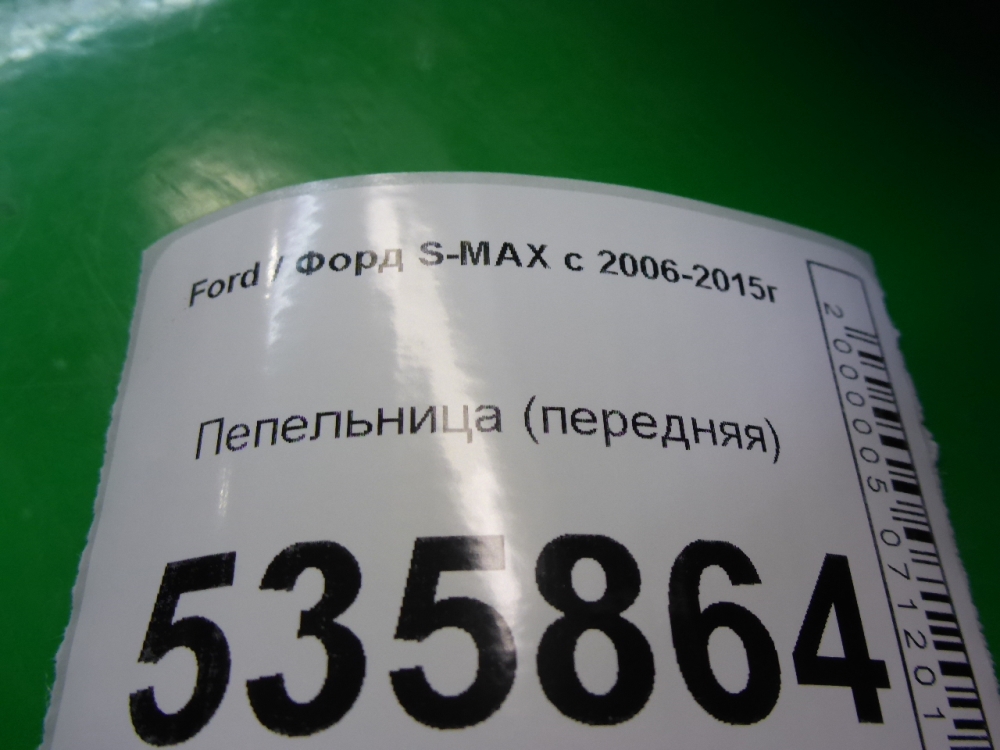 Ford / Форд S-MAX с 2006-2015г
Пепельница (передняя)
535864
2000005071201